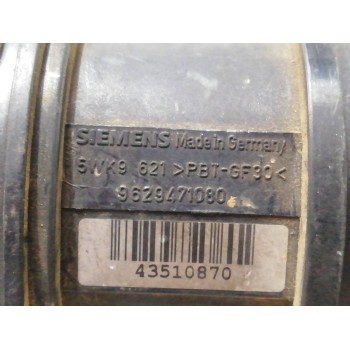 SIEMENS Made in Germany
5WK9 621 >PBT-GF30<
9629471080
43510870